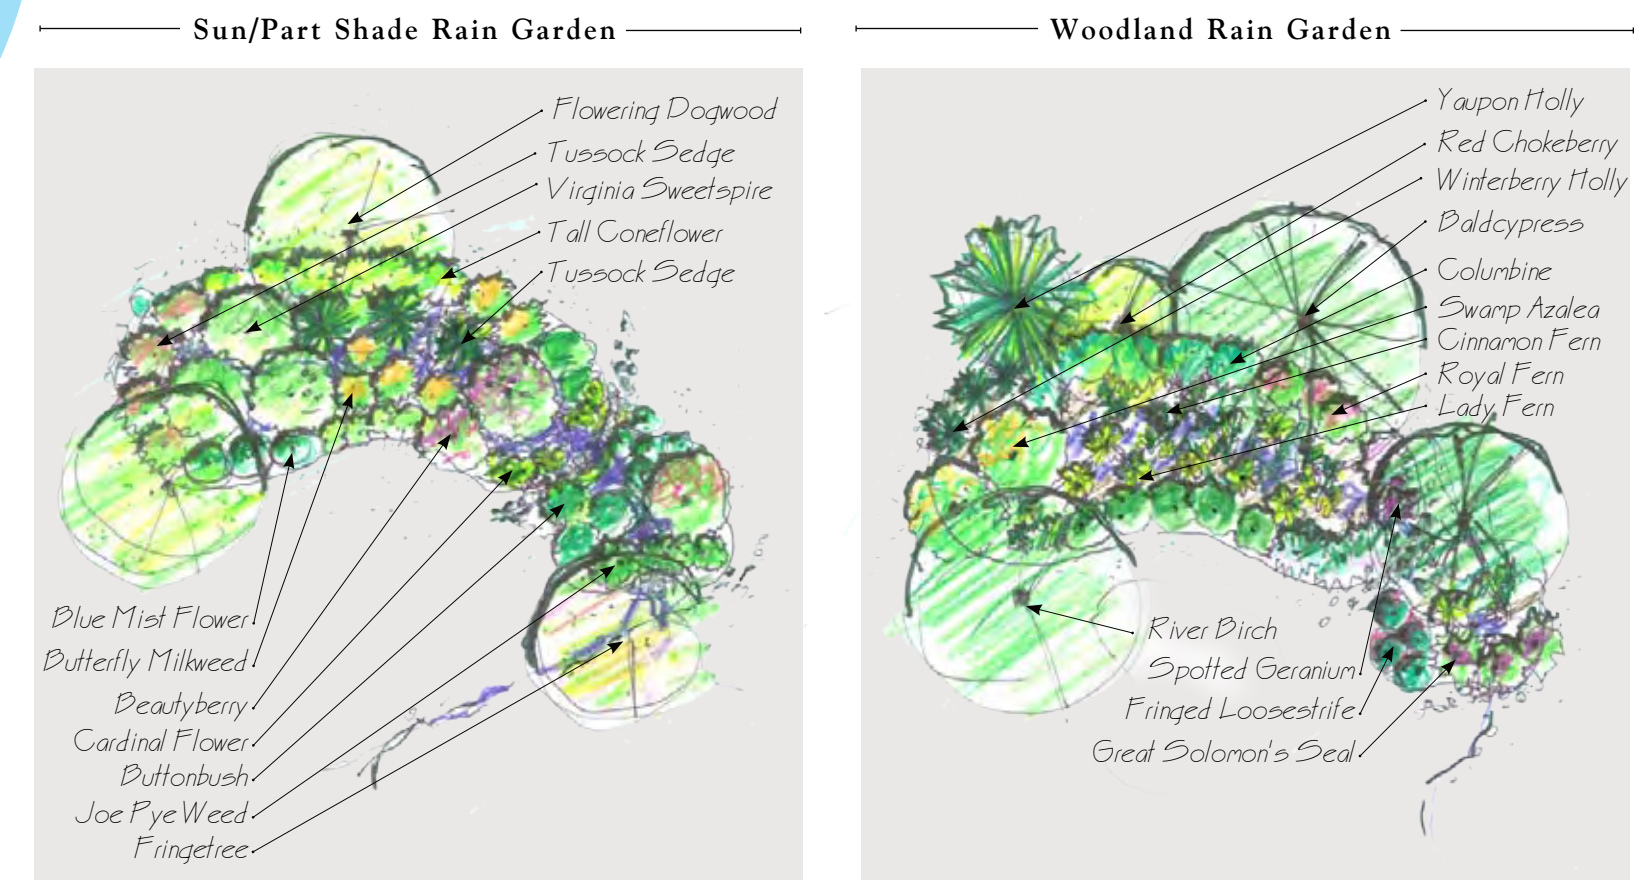 Sun/Part Shade Rain Garden
Flowering Dogwood
Tussock Sedge
Virginia Sweetspire
Tall Coneflower
Tussock Sedge
Blue Mist Flower
Butterfly Milkweed
Beautyberry
Cardinal Flower
Buttonbush
Joe Pye Weed
Fringetree
Woodland Rain Garden
Yaupon Holly
Red Chokeberry
Winterberry Holly
Baldcypress
Columbine
Swamp Azalea
Cinnamon Fern
Royal Fern
Lady Fern
River Birch
Spotted Geranium
Fringed Loosestrife
Great Solomon's Seal